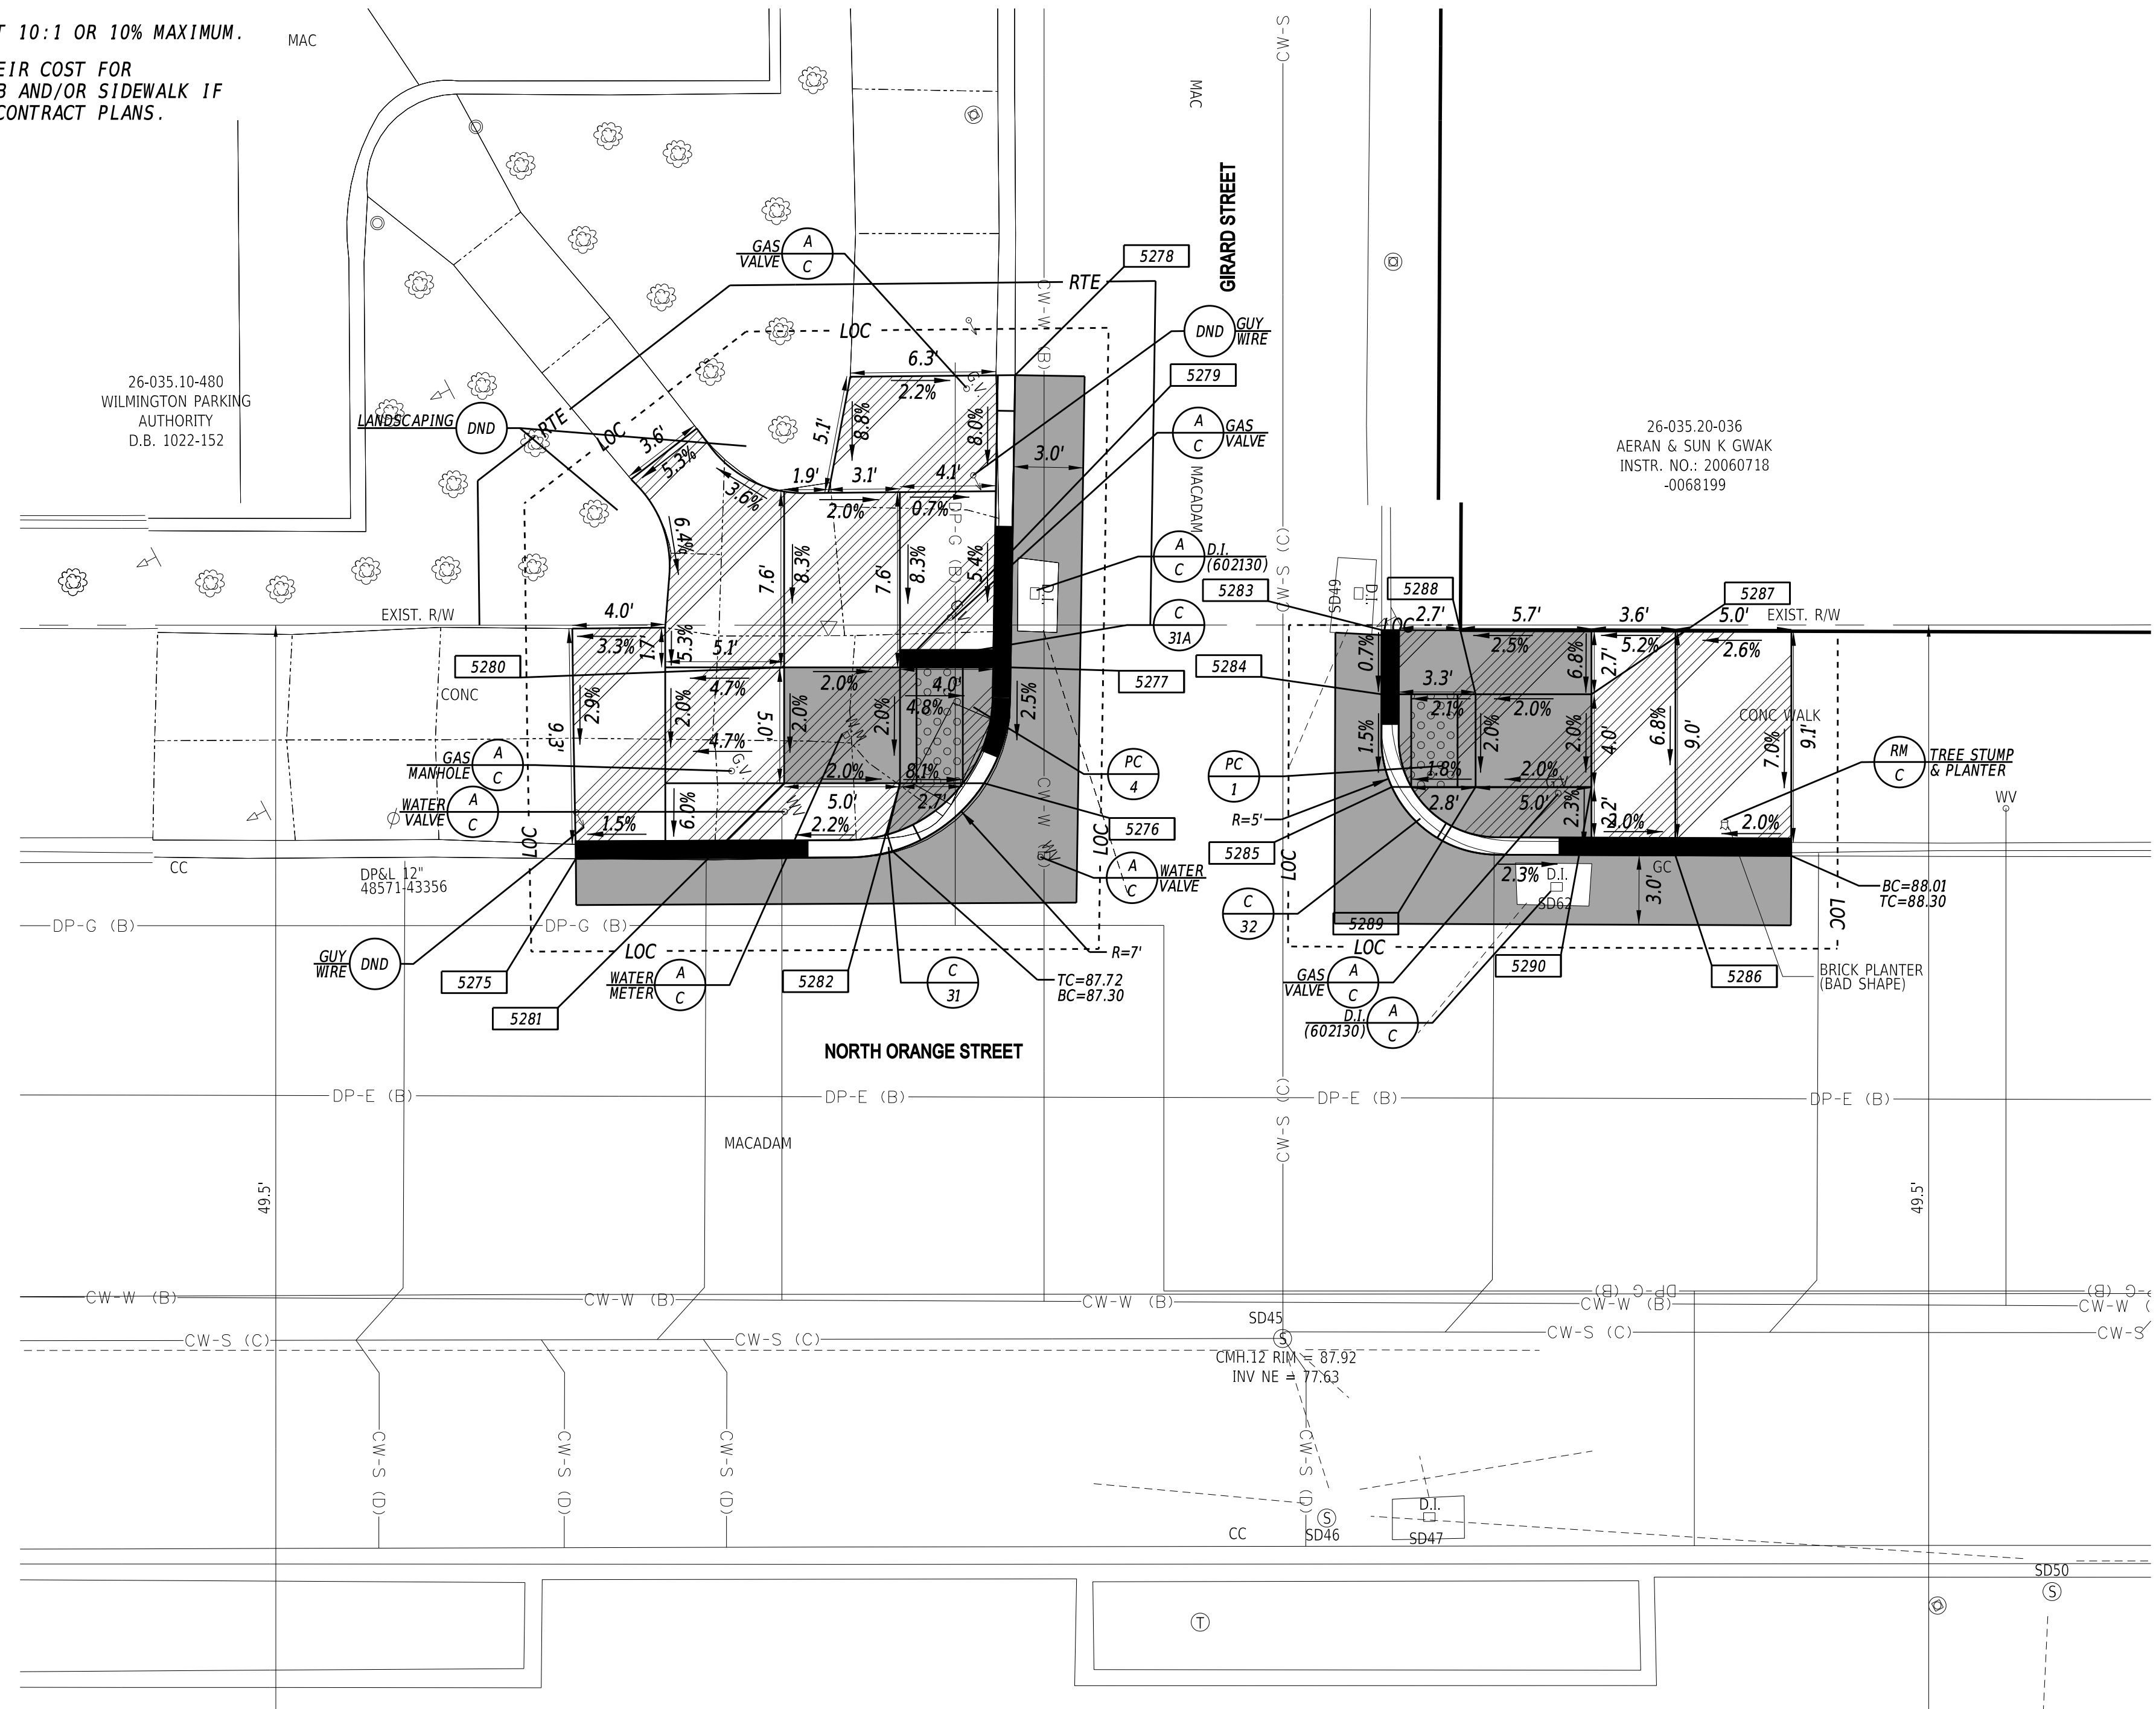 T 10:1 OR 10% MAXIMUM.
EIR COST FOR
B AND/OR SIDEWALK IF
CONTRACT PLANS.
MAC
MAC
CW-S
GIRARD STREET
GAS VALVE
A
C
5278
RTE
CW-W (B)
LOC
DND
GUY WIRE
6.3'
2.2%
G.V.
5279
26-035.10-480
WILMINGTON PARKING
AUTHORITY
D.B. 1022-152
LANDSCAPING
DND
RTE
LOC
3.6'
5.3%
5.1'
8.8%
8.0%
A
C
GAS VALVE
3.0'
MACADAM
26-035.20-036
AERAN & SUN K GWAK
INSTR. NO.: 20060718
-0068199
3.6%
1.9'
3.1'
4.1'
2.0%
0.7%
DP-G (B)
6.4%
7.6'
8.3%
7.6'
8.3%
5.4%
D.I.
A
C
D.I.
(602130)
CW-S (C)
SD49
D.I.
5283
5288
5287
EXIST. R/W
4.0'
3.3%
1.7'
5.3%
5.1'
C
31A
LOC
2.7'
5.7'
3.6'
5.0'
EXIST. R/W
2.5%
5.2%
2.6%
0.7%
6.8%
2.7'
5280
5277
5284
CONC
9.3'
2.9%
2.0%
4.7%
4.7%
5.0'
2.0%
2.0%
2.0%
4.0'
4.8%
2.5%
3.3'
2.1%
2.0%
1.5%
2.0%
2.0%
4.0'
6.8%
9.0'
7.0%
9.1'
CONC WALK
GAS MANHOLE
A
C
G.V.
W.M.
2.0%
8.1%
PC
4
PC
1
1.8%
2.0%
RM
C
TREE STUMP
& PLANTER
WV
WATER VALVE
A
C
WV
5.0'
2.7'
2.2%
6.0%
1.5%
CW-W (B)
R=5'
2.8'
5.0'
2.3%
2.2'
2.0%
2.0%
5276
5285
LOC
LOC
LOC
CC
DP&L 12"
48571-43356
WV
A
C
WATER VALVE
2.3%
D.I.
SD62
GC
3.0'
BC=88.01
TC=88.30
LOC
C
32
5289
DP-G (B)
DP-G (B)
LOC
LOC
GUY WIRE
DND
5275
WATER METER
A
C
5282
C
31
R=7'
TC=87.72
BC=87.30
GAS VALVE
A
C
5290
5286
BRICK PLANTER
(BAD SHAPE)
5281
D.I.
(602130)
A
C
NORTH ORANGE STREET
DP-E (B)
DP-E (B)
DP-E (B)
DP-E (B)
CW-S (C)
MACADAM
49.5'
49.5'
CW-W (B)
CW-W (B)
CW-W (B)
CW-W (B)
CW-W
DP-G (B)
CW-S (C)
CW-S (C)
CW-S (C)
CW-S
SD45
S
CMH.12 RIM = 87.92
INV NE = 77.63
CW-S (D)
CW-S (D)
CW-S (D)
CW-S (D)
CC
S
SD46
D.I.
SD47
SD50
S
T